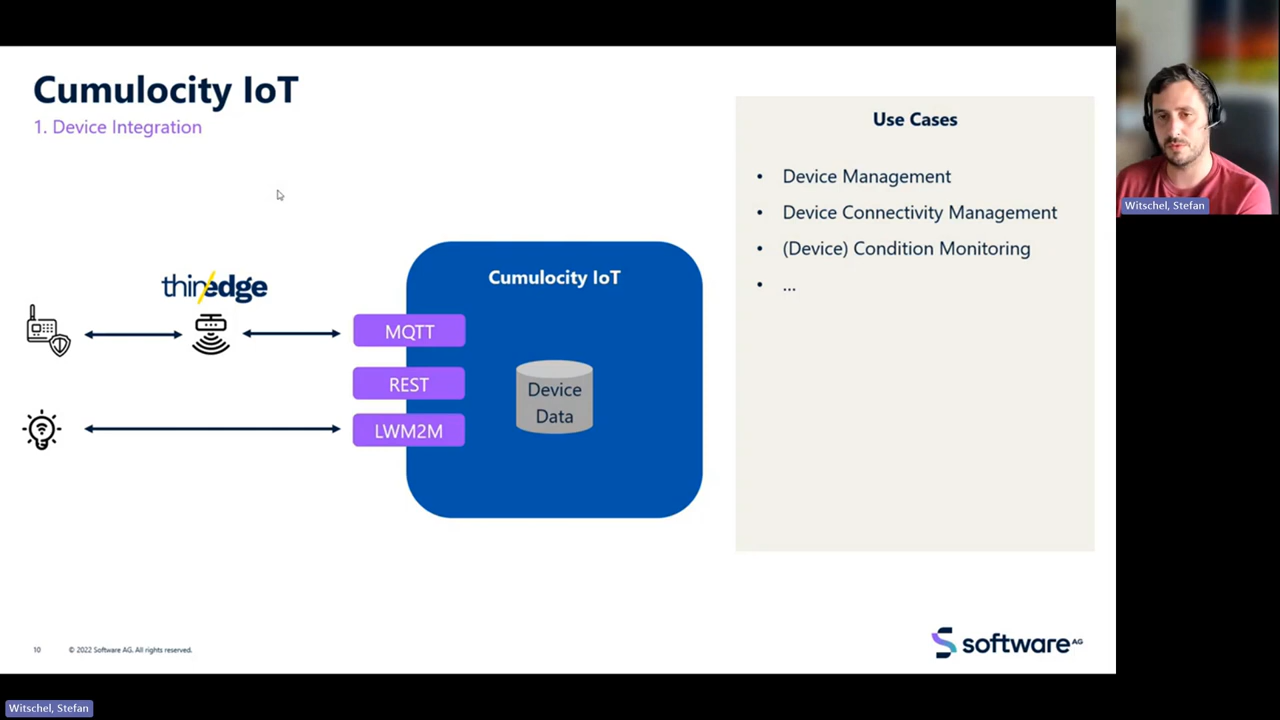 Cumulocity IoT
1. Device Integration
thin/edge
Cumulocity IoT
MQTT
REST
LWM2M
Device
Data
Use Cases
• Device Management
• Device Connectivity Management
• (Device) Condition Monitoring
• ...
10 © 2022 Software AG. All rights reserved.
software AG
Witschel, Stefan
Witschel, Stefan